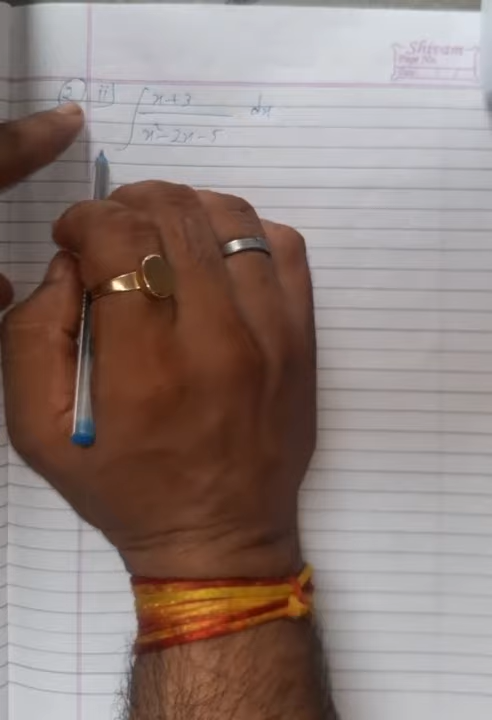 Shivam
Page No.
Date
2 ii) ∫ x+3 / x²-2x-5 dx